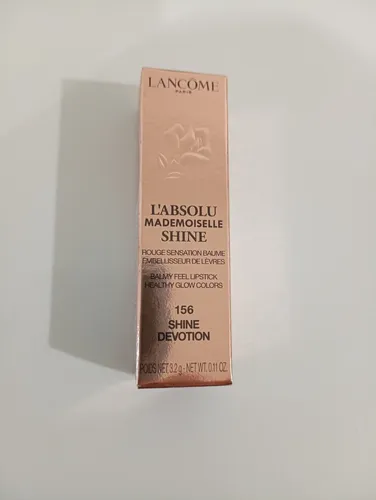 LANCÔME
PARIS
L'ABSOLU
MADEMOISELLE
SHINE
ROUGE SENSATION BAUME
EMBELLISSEUR DE LÈVRES
BALMY FEEL LIPSTICK
HEALTHY GLOW COLORS
156
SHINE
DEVOTION
POIDS NET 3.2 g - NET WT. 0.11 OZ.